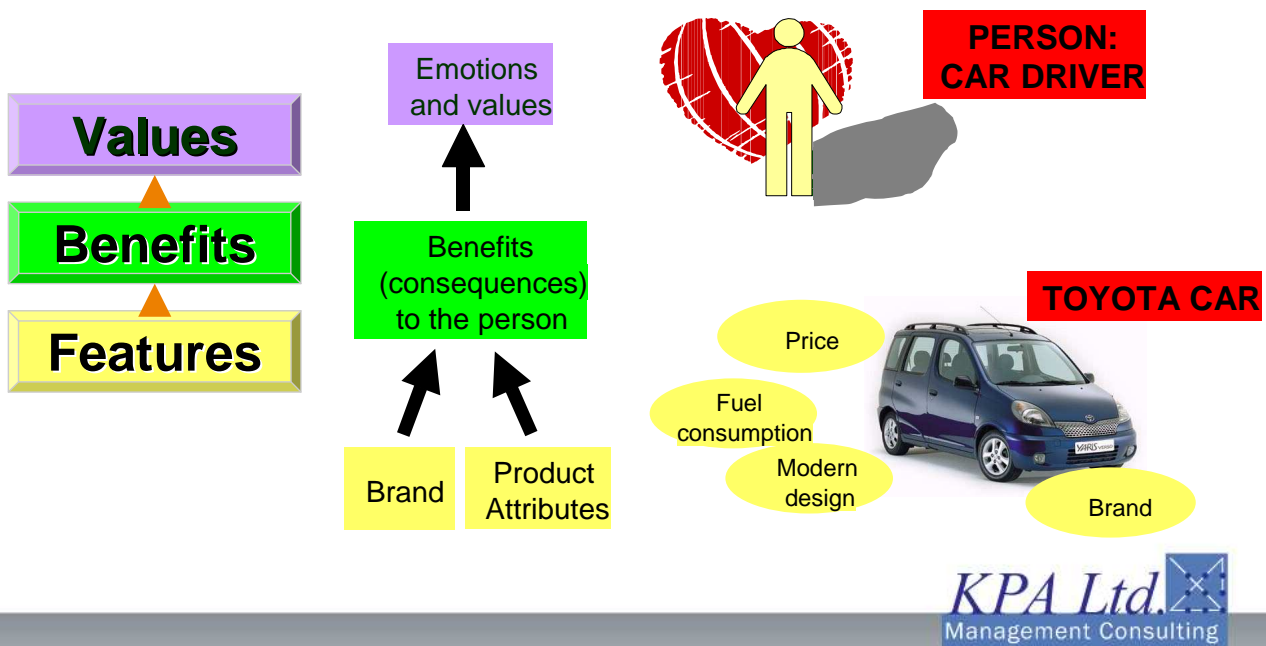 Values
Benefits
Features
Emotions
and values
Benefits
(consequences)
to the person
Brand
Product
Attributes
PERSON:
CAR DRIVER
TOYOTA CAR
Price
Fuel
consumption
Modern
design
Brand
YARIS
KPA Ltd.
Management Consulting